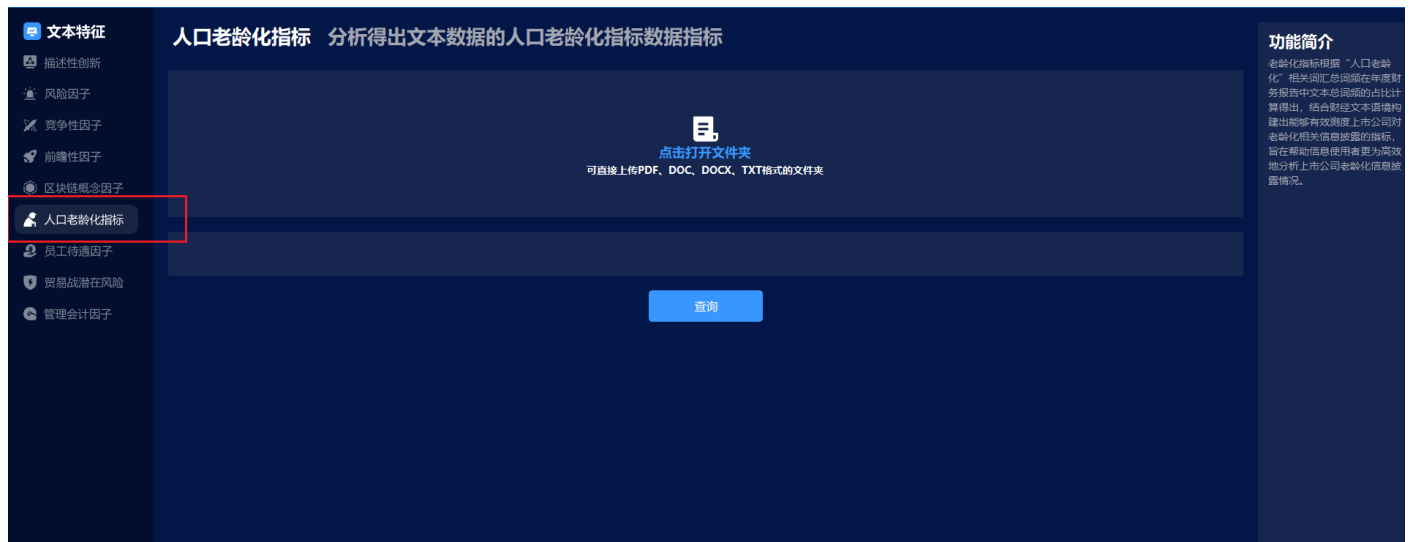 文本特征
描述性创新
风险因子
竞争性因子
前瞻性因子
区块链概念因子
人口老龄化指标
员工待遇因子
贸易战潜在风险
管理会计因子
人口老龄化指标 分析得出文本数据的人口老龄化指标数据指标
点击打开文件夹
可直接上传PDF、DOC、DOCX、TXT格式的文件夹
查询
功能简介
老龄化指标根据“人口老龄
化”相关词汇总词频在年度财
务报告中文本总词频的占比计
算得出，结合财经文本语境构
建出能够有效测度上市公司对
老龄化相关信息披露的指标，
旨在帮助信息使用者更为高效
地分析上市公司老龄化信息披
露情况。